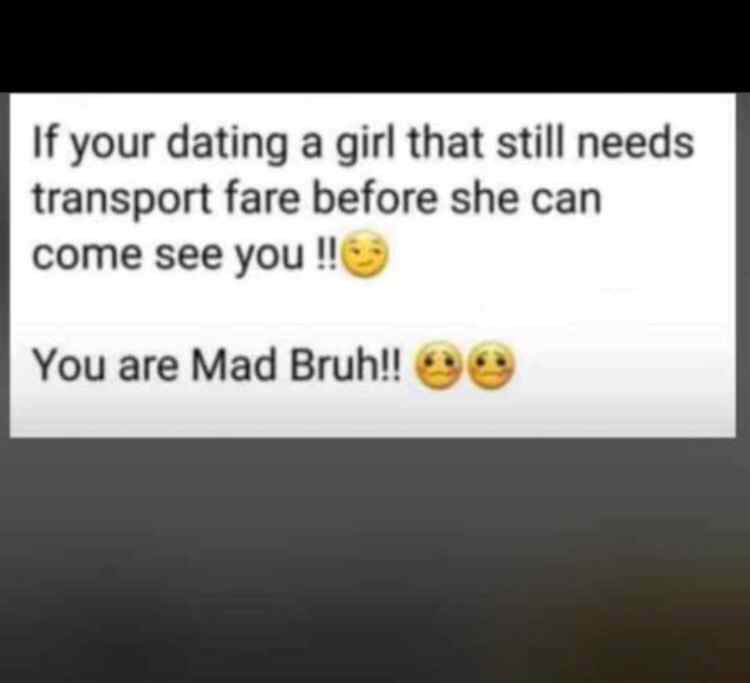 If your dating a girl that still needs
transport fare before she can
come see you !!😏
You are Mad Bruh!! 😐😐